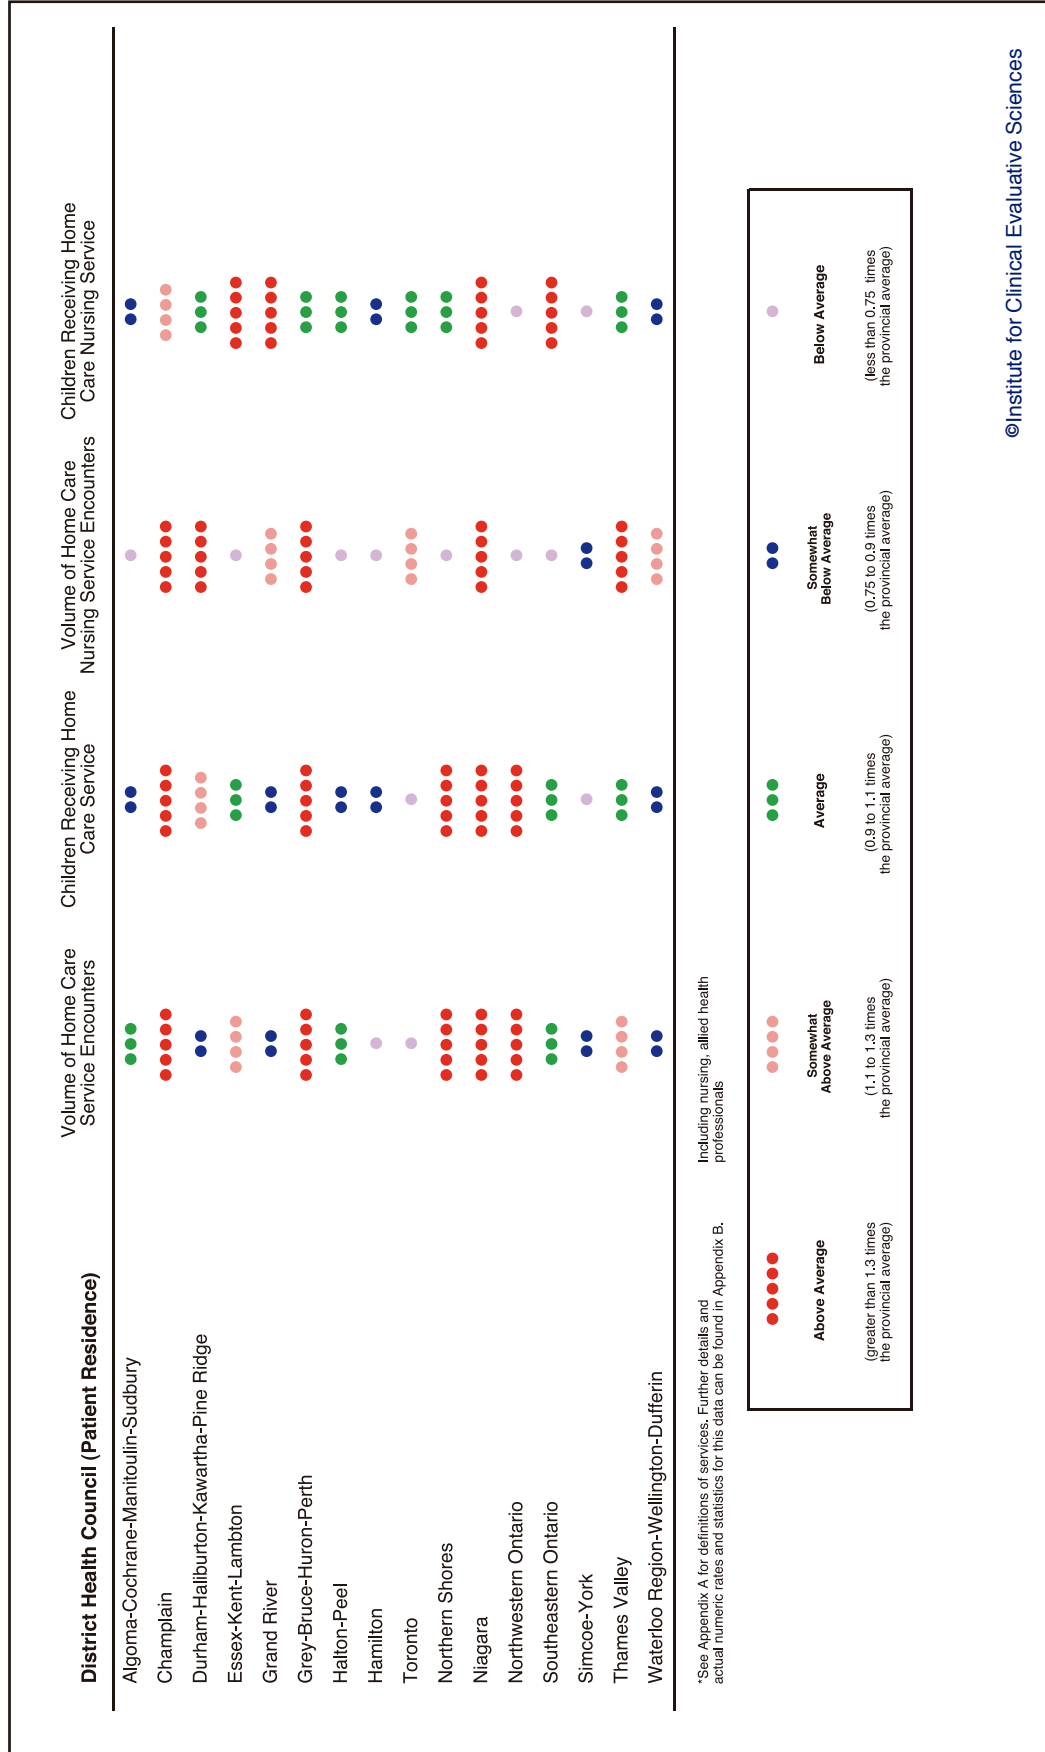 District Health Council (Patient Residence)
Volume of Home Care
Service Encounters
Children Receiving Home
Care Service
Volume of Home Care
Nursing Service Encounters
Children Receiving Home
Care Nursing Service
Algoma-Cochrane-Manitoulin-Sudbury
Champlain
Durham-Haliburton-Kawartha-Pine Ridge
Essex-Kent-Lambton
Grand River
Grey-Bruce-Huron-Perth
Halton-Peel
Hamilton
Toronto
Northern Shores
Niagara
Northwestern Ontario
Southeastern Ontario
Simcoe-York
Thames Valley
Waterloo Region-Wellington-Dufferin
*See Appendix A for definitions of services. Further details and
actual numeric rates and statistics for this data can be found in Appendix B.
Including nursing, allied health
professionals
Above Average
(greater than 1.3 times
the provincial average)
Somewhat
Above Average
(1.1 to 1.3 times
the provincial average)
Average
(0.9 to 1.1 times
the provincial average)
Somewhat
Below Average
(0.75 to 0.9 times
the provincial average)
Below Average
(less than 0.75 times
the provincial average)
©Institute for Clinical Evaluative Sciences